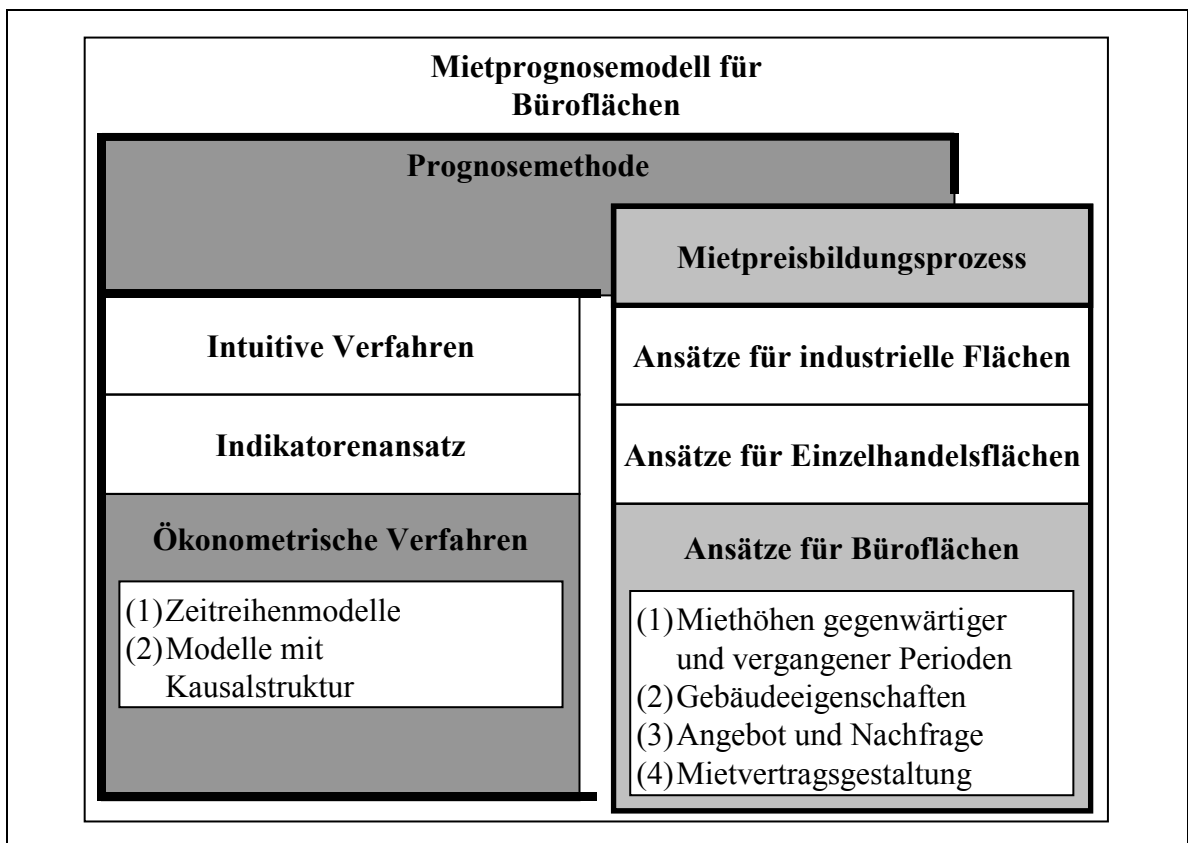 Mietprognosemodell für
Büroflächen
Prognosemethode
Mietpreisbildungsprozess
Intuitive Verfahren
Indikatorenansatz
Ökonometrische Verfahren
(1) Zeitreihenmodelle
(2) Modelle mit
Kausalstruktur
Ansätze für industrielle Flächen
Ansätze für Einzelhandelsflächen
Ansätze für Büroflächen
(1) Miethöhen gegenwärtiger
und vergangener Perioden
(2) Gebäudeeigenschaften
(3) Angebot und Nachfrage
(4) Mietvertragsgestaltung